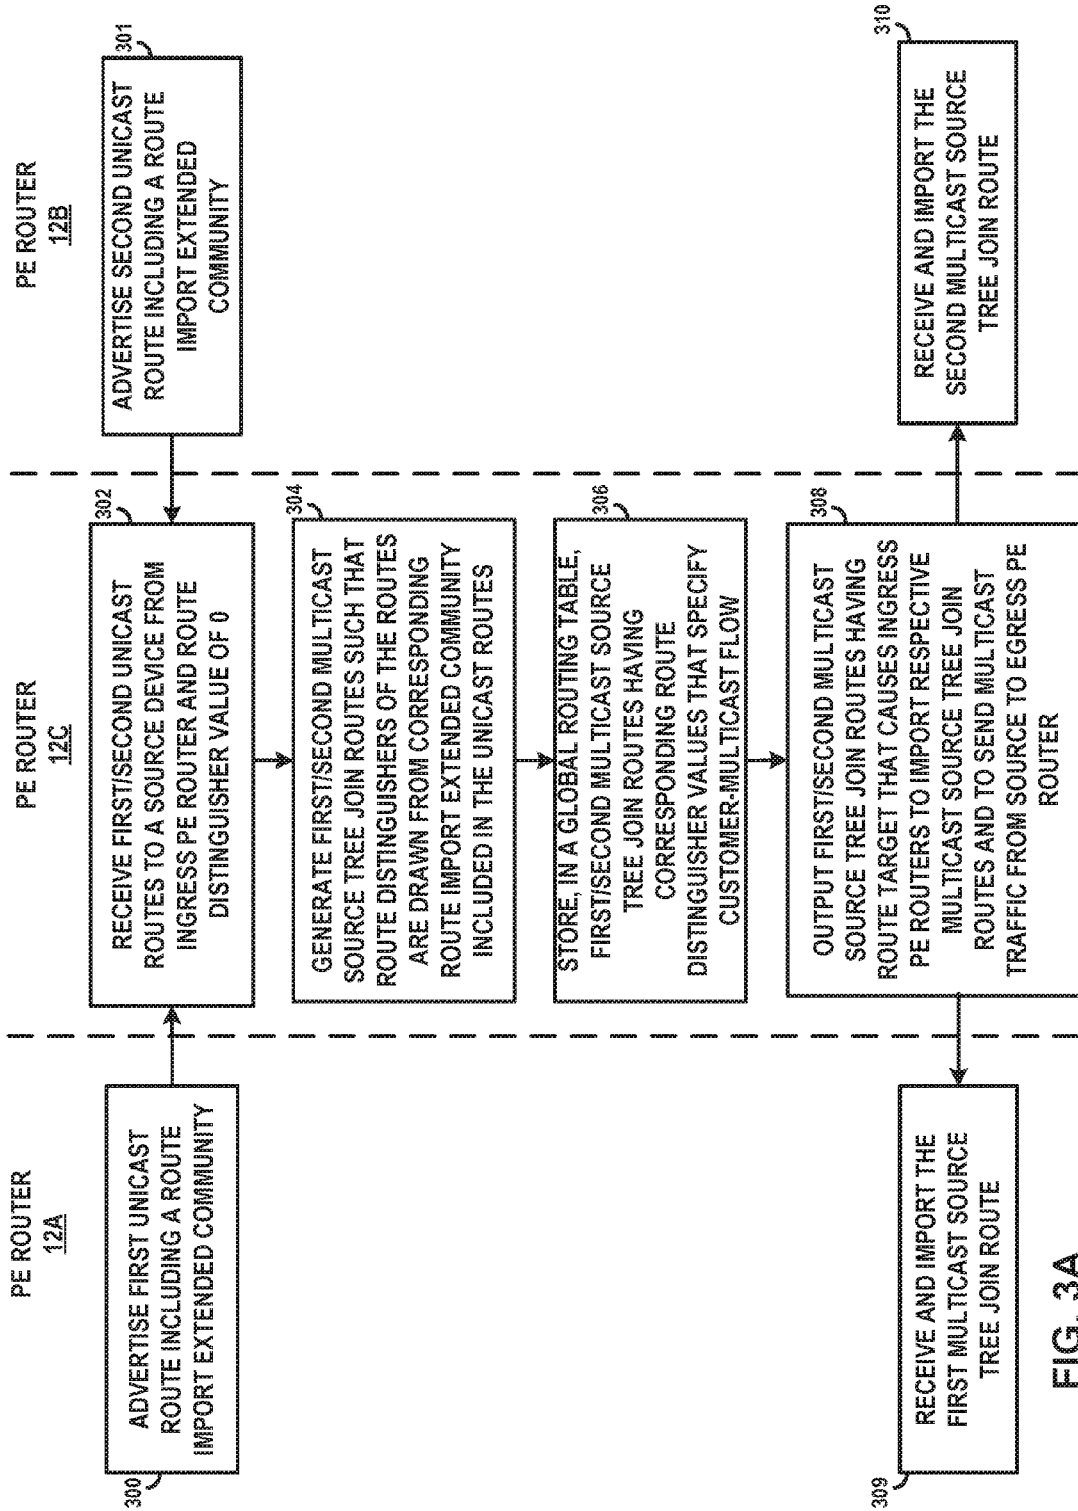 PE ROUTER
12A
PE ROUTER
12C
PE ROUTER
12B
300
ADVERTISE FIRST UNICAST
ROUTE INCLUDING A ROUTE
IMPORT EXTENDED COMMUNITY
301
ADVERTISE SECOND UNICAST
ROUTE INCLUDING A ROUTE
IMPORT EXTENDED
COMMUNITY
302
RECEIVE FIRST/SECOND UNICAST
ROUTES TO A SOURCE DEVICE FROM
INGRESS PE ROUTER AND ROUTE
DISTINGUISHER VALUE OF 0
304
GENERATE FIRST/SECOND MULTICAST
SOURCE TREE JOIN ROUTES SUCH THAT
ROUTE DISTINGUISHERS OF THE ROUTES
ARE DRAWN FROM CORRESPONDING
ROUTE IMPORT EXTENDED COMMUNITY
INCLUDED IN THE UNICAST ROUTES
306
STORE, IN A GLOBAL ROUTING TABLE,
FIRST/SECOND MULTICAST SOURCE
TREE JOIN ROUTES HAVING
CORRESPONDING ROUTE
DISTINGUISHER VALUES THAT SPECIFY
CUSTOMER-MULTICAST FLOW
308
OUTPUT FIRST/SECOND MULTICAST
SOURCE TREE JOIN ROUTES HAVING
ROUTE TARGET THAT CAUSES INGRESS
PE ROUTERS TO IMPORT RESPECTIVE
MULTICAST SOURCE TREE JOIN
ROUTES AND TO SEND MULTICAST
TRAFFIC FROM SOURCE TO EGRESS PE
ROUTER
309
RECEIVE AND IMPORT THE
FIRST MULTICAST SOURCE
TREE JOIN ROUTE
310
RECEIVE AND IMPORT THE
SECOND MULTICAST SOURCE
TREE JOIN ROUTE
FIG. 3A